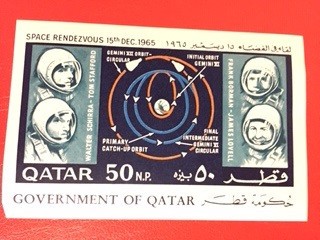 SPACE RENDEZVOUS 15TH DEC. 1965
لقاء في الفضاء ١٥ ديسمبر ١٩٦٥
GEMINI VII ORBIT-
CIRCULAR
INITIAL ORBIT
GEMINI VI
WALTER SCHIRRA - TOM STAFFORD
FRANK BORMAN - JAMES LOVELL
PRIMARY
CATCH-UP ORBIT
FINAL
INTERMEDIATE
GEMINI VI
CIRCULAR
QATAR 50 N.P. ٥٠ نيزه قطر
GOVERNMENT OF QATAR حكومة قطر